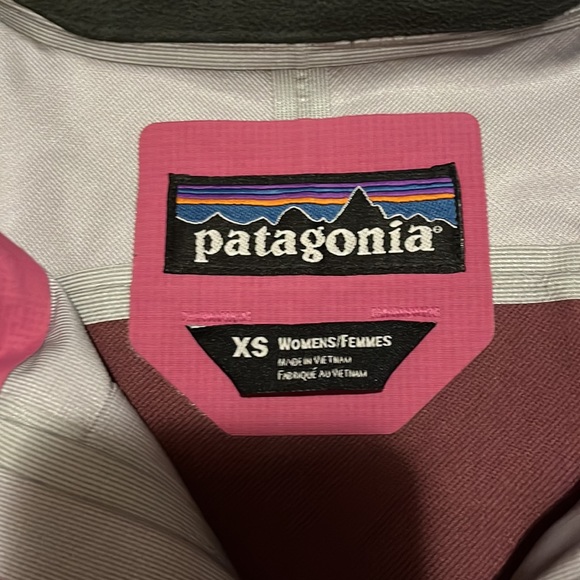 patagonia®
XS WOMENS/FEMMES
MADE IN VIETNAM
FABRIQUÉ AU VIETNAM